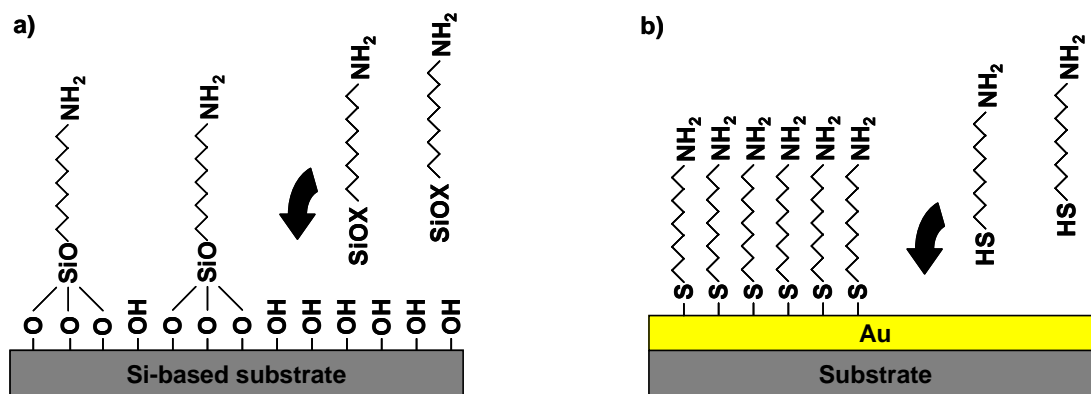 a)
NH2
NH2
NH2
NH2
SiO
SiO
SiOX
SiOX
O
O
O
OH
O
O
O
OH
OH
OH
OH
OH
OH
Si-based substrate
b)
NH2
NH2
NH2
NH2
NH2
NH2
NH2
NH2
HS
HS
S
S
S
S
S
S
Au
Substrate